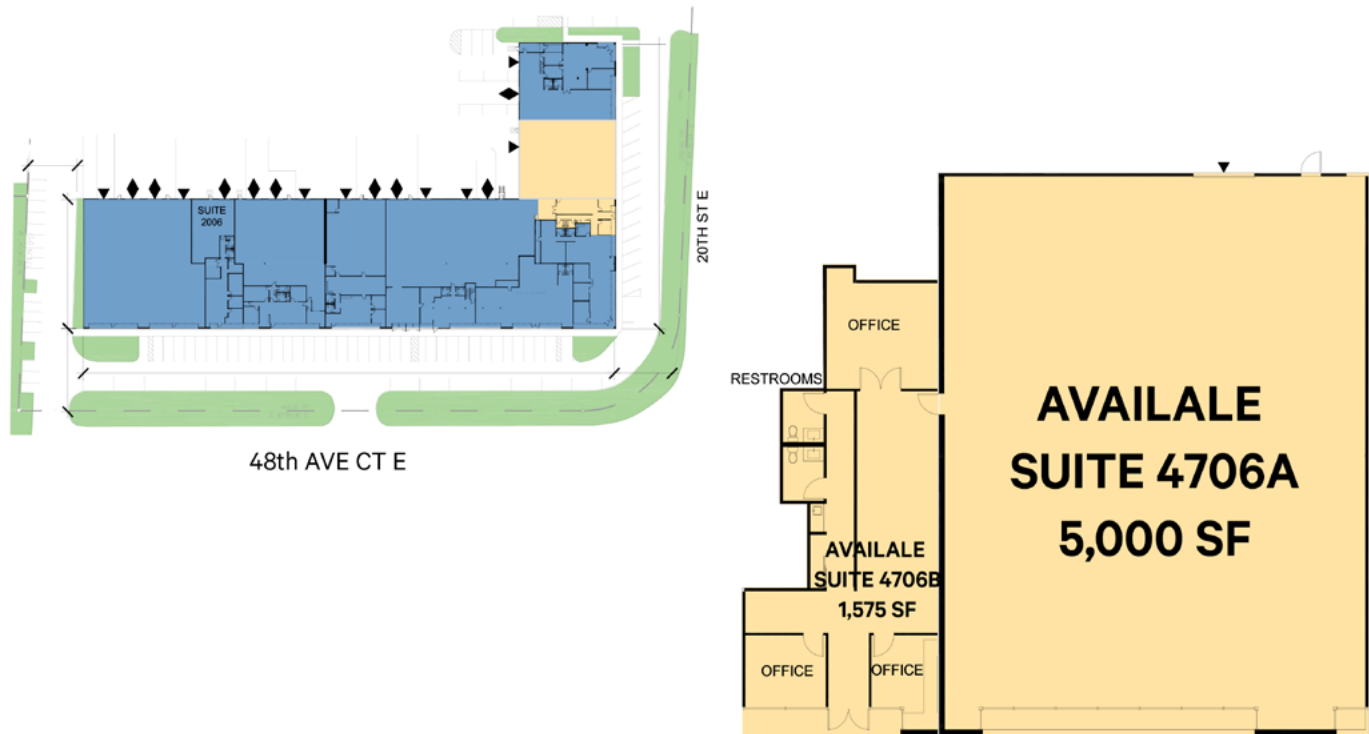 SUITE
2006
20TH ST E
48th AVE CT E
OFFICE
RESTROOMS
AVAILALE
SUITE 4706A
5,000 SF
AVAILALE
SUITE 4706B
1,575 SF
OFFICE
OFFICE